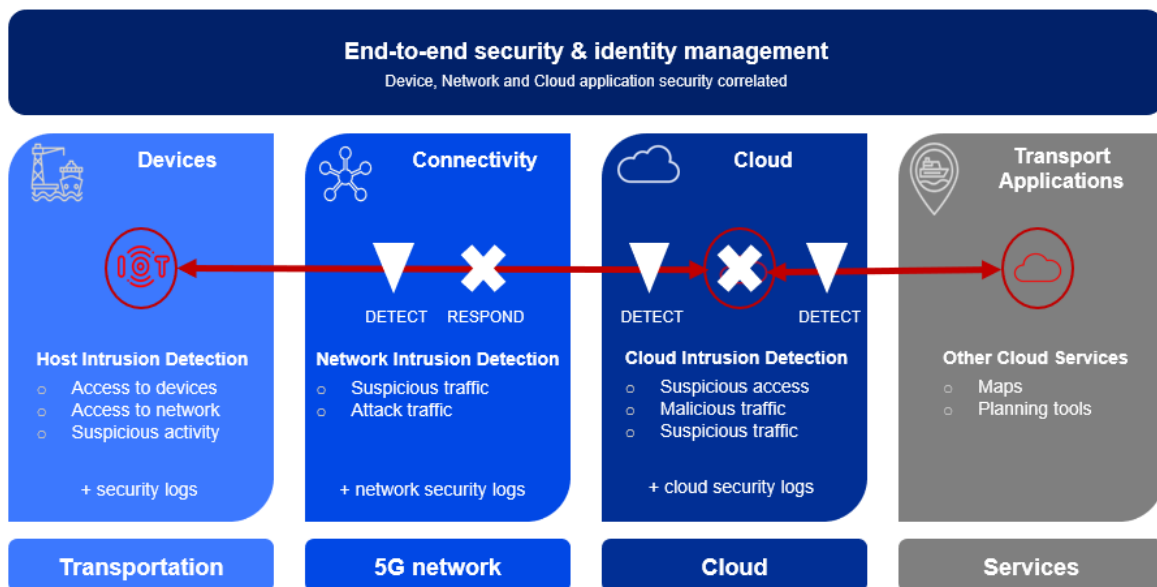 End-to-end security & identity management
Device, Network and Cloud application security correlated
Devices
IOT
Host Intrusion Detection
Access to devices
Access to network
Suspicious activity
+ security logs
Transportation
Connectivity
DETECT
RESPOND
Network Intrusion Detection
Suspicious traffic
Attack traffic
+ network security logs
5G network
Cloud
DETECT
DETECT
Cloud Intrusion Detection
Suspicious access
Malicious traffic
Suspicious traffic
+ cloud security logs
Cloud
Transport
Applications
Other Cloud Services
Maps
Planning tools
Services